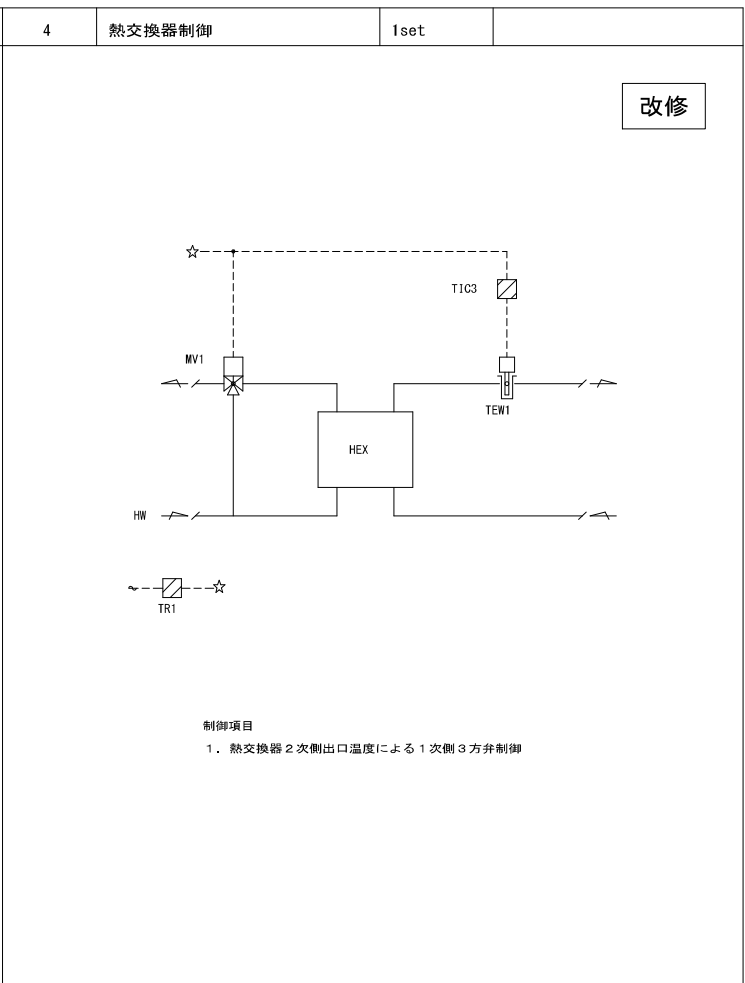 4 熱交換器制御 1set
改修
TIC3
MV1
TEW1
HEX
HW
TR1
制御項目
1. 熱交換器2次側出口温度による1次側3方弁制御